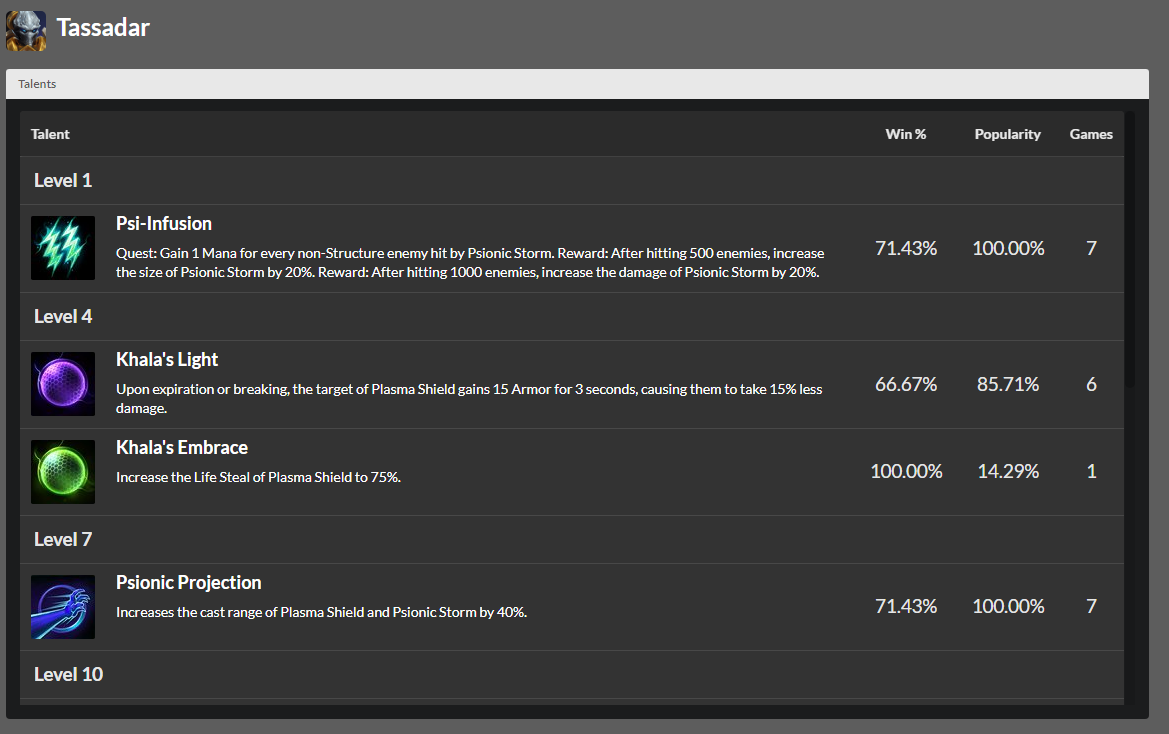 Tassadar
Talents
Talent Win % Popularity Games
Level 1
Psi-Infusion
Quest: Gain 1 Mana for every non-Structure enemy hit by Psionic Storm. Reward: After hitting 500 enemies, increase
the size of Psionic Storm by 20%. Reward: After hitting 1000 enemies, increase the damage of Psionic Storm by 20%.
71.43% 100.00% 7
Level 4
Khala's Light
Upon expiration or breaking, the target of Plasma Shield gains 15 Armor for 3 seconds, causing them to take 15% less
damage.
66.67% 85.71% 6
Khala's Embrace
Increase the Life Steal of Plasma Shield to 75%.
100.00% 14.29% 1
Level 7
Psionic Projection
Increases the cast range of Plasma Shield and Psionic Storm by 40%.
71.43% 100.00% 7
Level 10